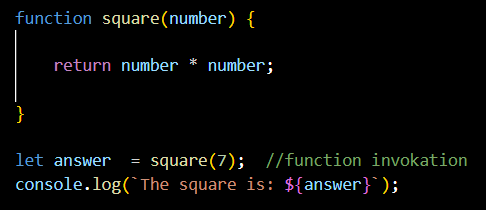 function square(number) {
return number * number;
}
let answer  = square(7);  //function invokation
console.log(`The square is: ${answer}`);